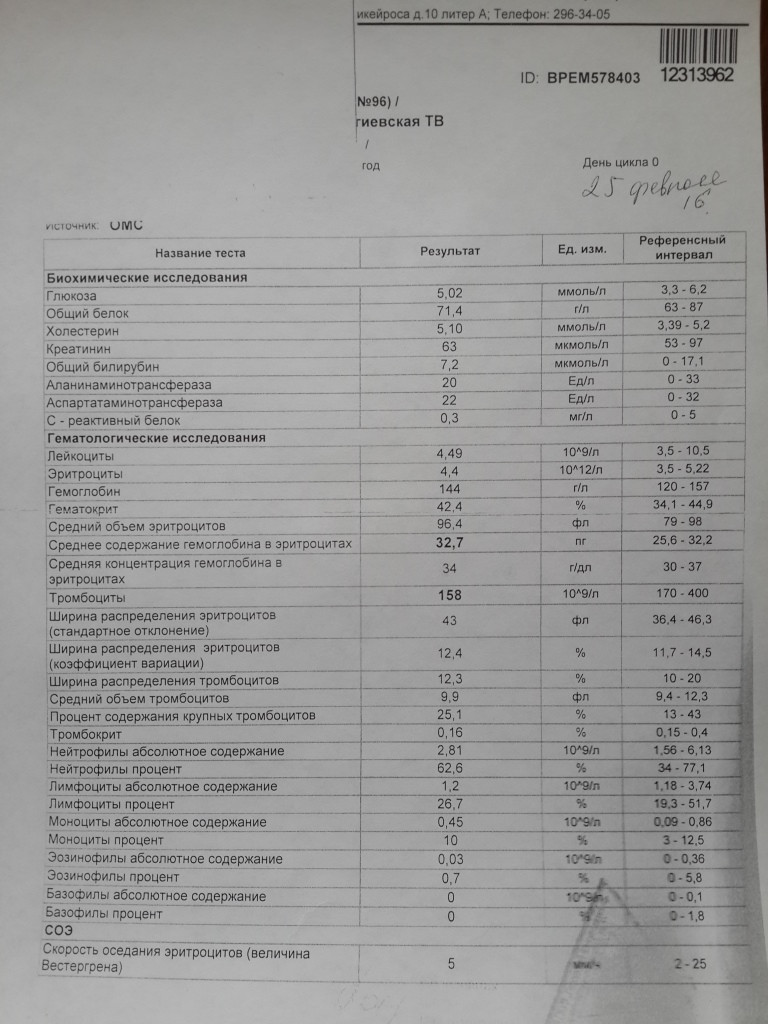 икейроса д.10 литер А; Телефон: 296-34-05
ID: BPEM578403 12313962
№96) /
гиевская ТВ
/
год День цикла 0
25 февраля
16
источник: ОМС
Название теста Результат Ед. изм. Референсный интервал
Биохимические исследования
Глюкоза 5,02 ммоль/л 3,3 - 6,2
Общий белок 71,4 г/л 63 - 87
Холестерин 5,10 ммоль/л 3,39 - 5,2
Креатинин 63 мкмоль/л 53 - 97
Общий билирубин 7,2 мкмоль/л 0 - 17,1
Аланинаминотрансфераза 20 Ед/л 0 - 33
Аспартатаминотрансфераза 22 Ед/л 0 - 32
С - реактивный белок 0,3 мг/л 0 - 5
Гематологические исследования
Лейкоциты 4,49 10^9/л 3,5 - 10,5
Эритроциты 4,4 10^12/л 3,5 - 5,22
Гемоглобин 144 г/л 120 - 157
Гематокрит 42,4 % 34,1 - 44,9
Средний объем эритроцитов 96,4 фл 79 - 98
Среднее содержание гемоглобина в эритроцитах 32,7 пг 25,6 - 32,2
Средняя концентрация гемоглобина в
эритроцитах 34 г/дл 30 - 37
Тромбоциты 158 10^9/л 170 - 400
Ширина распределения эритроцитов
(стандартное отклонение) 43 фл 36,4 - 46,3
Ширина распределения эритроцитов
(коэффициент вариации) 12,4 % 11,7 - 14,5
Ширина распределения тромбоцитов 12,3 % 10 - 20
Средний объем тромбоцитов 9,9 фл 9,4 - 12,3
Процент содержания крупных тромбоцитов 25,1 % 13 - 43
Тромбокрит 0,16 % 0,15 - 0,4
Нейтрофилы абсолютное содержание 2,81 10^9/л 1,56 - 6,13
Нейтрофилы процент 62,6 % 34 - 77,1
Лимфоциты абсолютное содержание 1,2 10^9/л 1,18 - 3,74
Лимфоциты процент 26,7 % 19,3 - 51,7
Моноциты абсолютное содержание 0,45 10^9/л 0,09 - 0,86
Моноциты процент 10 % 3 - 12,5
Эозинофилы абсолютное содержание 0,03 10^9/л 0 - 0,36
Эозинофилы процент 0,7 % 0 - 5,8
Базофилы абсолютное содержание 0 10^9/л 0 - 0,1
Базофилы процент 0 % 0 - 1,8
СОЭ
Скорость оседания эритроцитов (величина
Вестергрена) 5 2 - 25